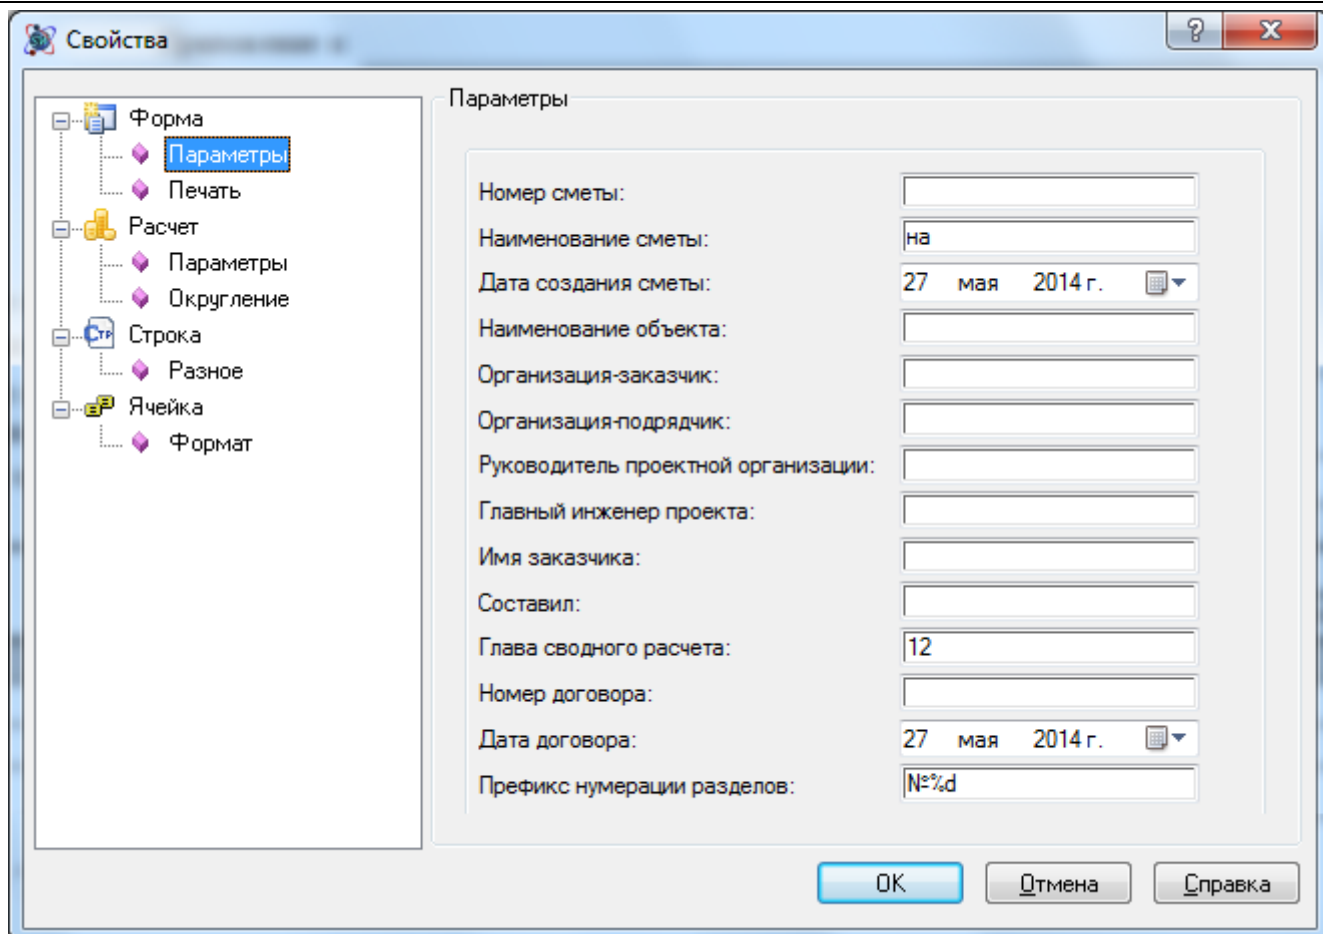 Свойства
Форма
Параметры
Печать
Расчет
Параметры
Округление
Строка
Разное
Ячейка
Формат
Параметры
Номер сметы:
Наименование сметы: на
Дата создания сметы: 27 мая 2014 г.
Наименование объекта:
Организация-заказчик:
Организация-подрядчик:
Руководитель проектной организации:
Главный инженер проекта:
Имя заказчика:
Составил:
Глава сводного расчета: 12
Номер договора:
Дата договора: 27 мая 2014 г.
Префикс нумерации разделов: №%d
OK Отмена Справка